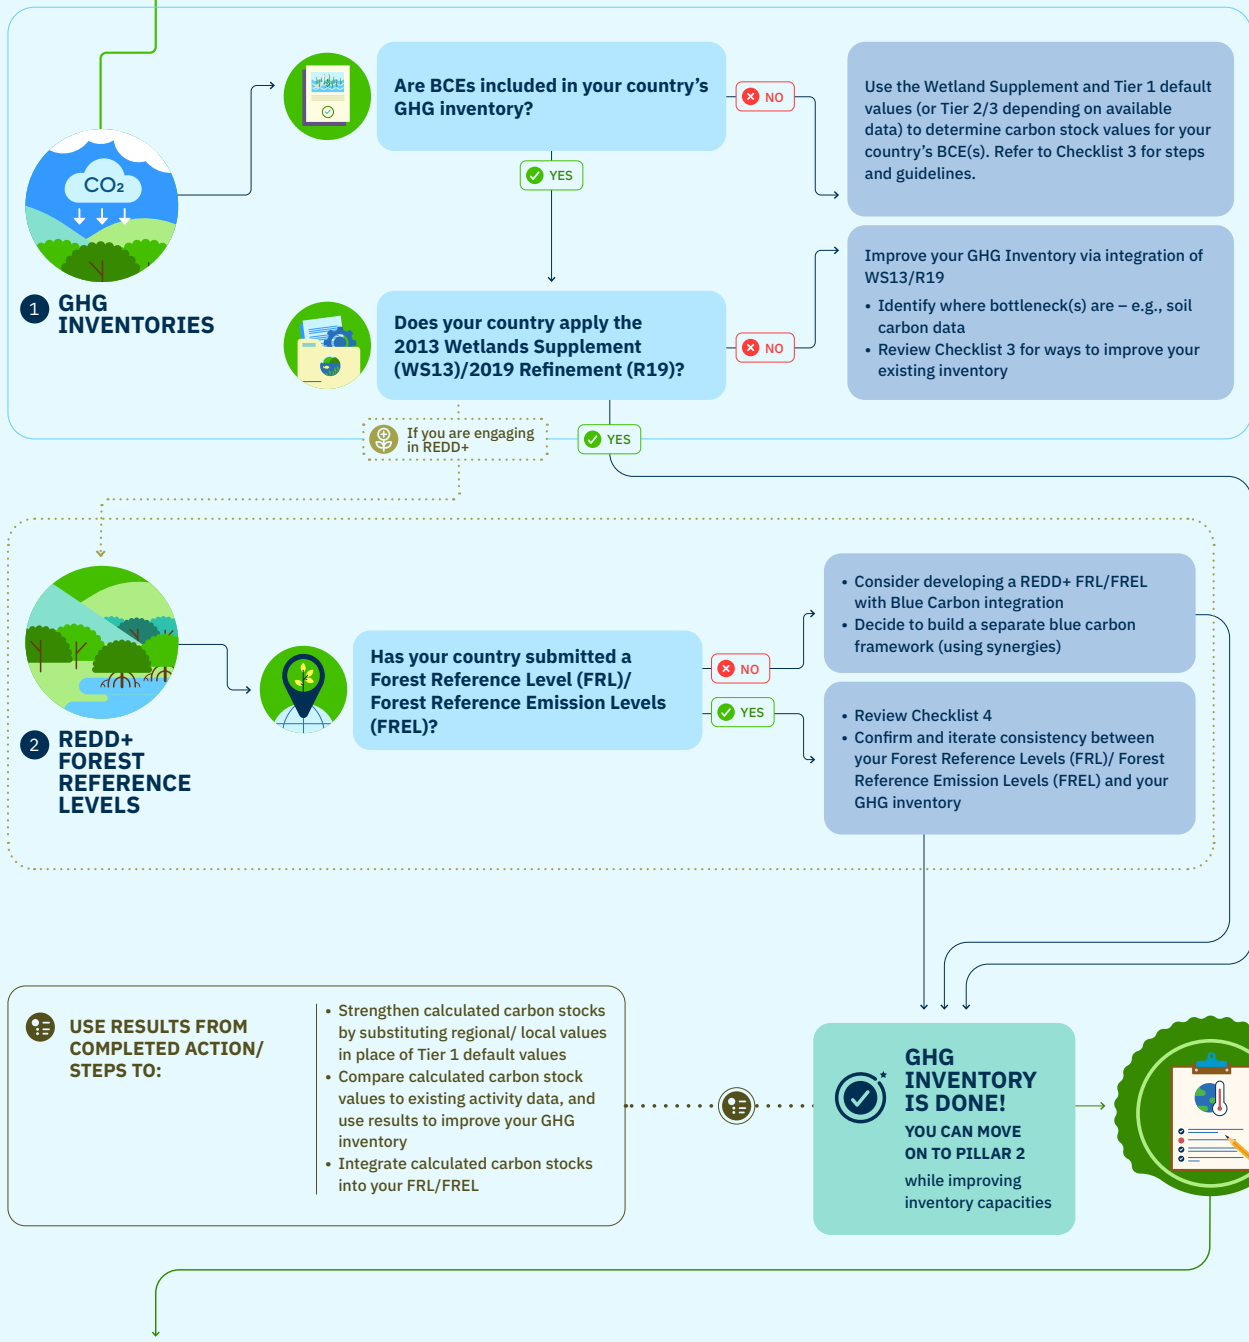 CO₂
1
GHG
INVENTORIES
Are BCEs included in your country's
GHG inventory?
NO
Use the Wetland Supplement and Tier 1 default
values (or Tier 2/3 depending on available
data) to determine carbon stock values for your
country's BCE(s). Refer to Checklist 3 for steps
and guidelines.
YES
Does your country apply the
2013 Wetlands Supplement
(WS13)/2019 Refinement (R19)?
NO
Improve your GHG Inventory via integration of
WS13/R19
• Identify where bottleneck(s) are – e.g., soil
carbon data
• Review Checklist 3 for ways to improve your
existing inventory
If you are engaging
in REDD+
YES
2
REDD+
FOREST
REFERENCE
LEVELS
Has your country submitted a
Forest Reference Level (FRL)/
Forest Reference Emission Levels
(FREL)?
NO
• Consider developing a REDD+ FRL/FREL
with Blue Carbon integration
• Decide to build a separate blue carbon
framework (using synergies)
YES
• Review Checklist 4
• Confirm and iterate consistency between
your Forest Reference Levels (FRL)/ Forest
Reference Emission Levels (FREL) and your
GHG inventory
USE RESULTS FROM
COMPLETED ACTION/
STEPS TO:
• Strengthen calculated carbon stocks
by substituting regional/ local values
in place of Tier 1 default values
• Compare calculated carbon stock
values to existing activity data, and
use results to improve your GHG
inventory
• Integrate calculated carbon stocks
into your FRL/FREL
GHG
INVENTORY
IS DONE!
YOU CAN MOVE
ON TO PILLAR 2
while improving
inventory capacities